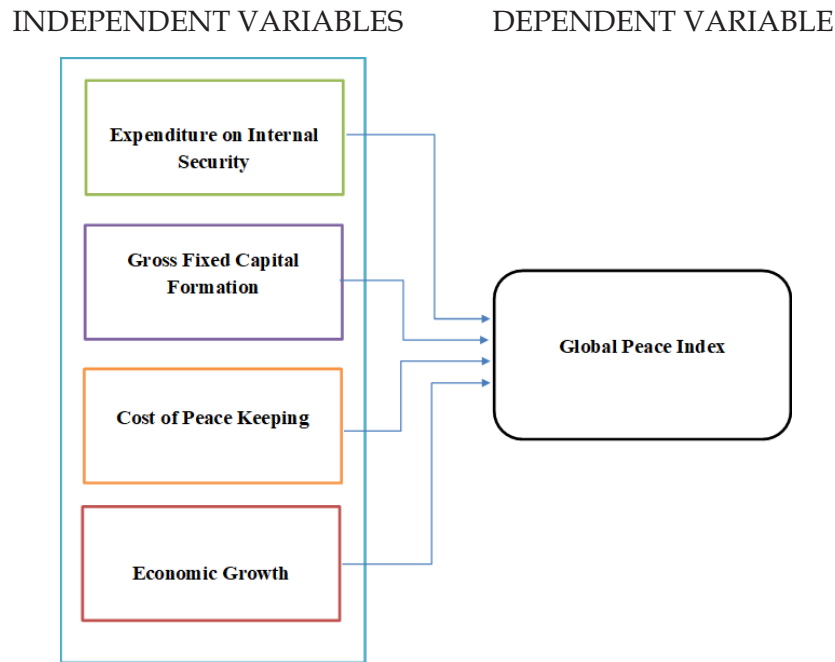 INDEPENDENT VARIABLES
DEPENDENT VARIABLE
Expenditure on Internal
Security
Gross Fixed Capital
Formation
Global Peace Index
Cost of Peace Keeping
Economic Growth